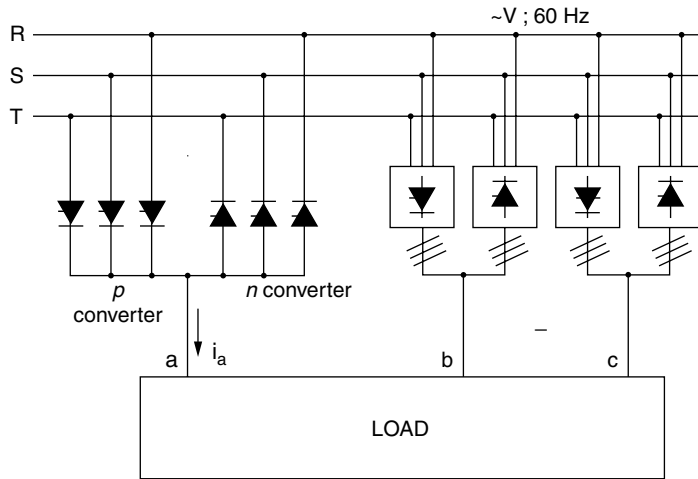 ~V ; 60 Hz
R
S
T
p
converter
n converter
i_a
a
b
c
–
LOAD